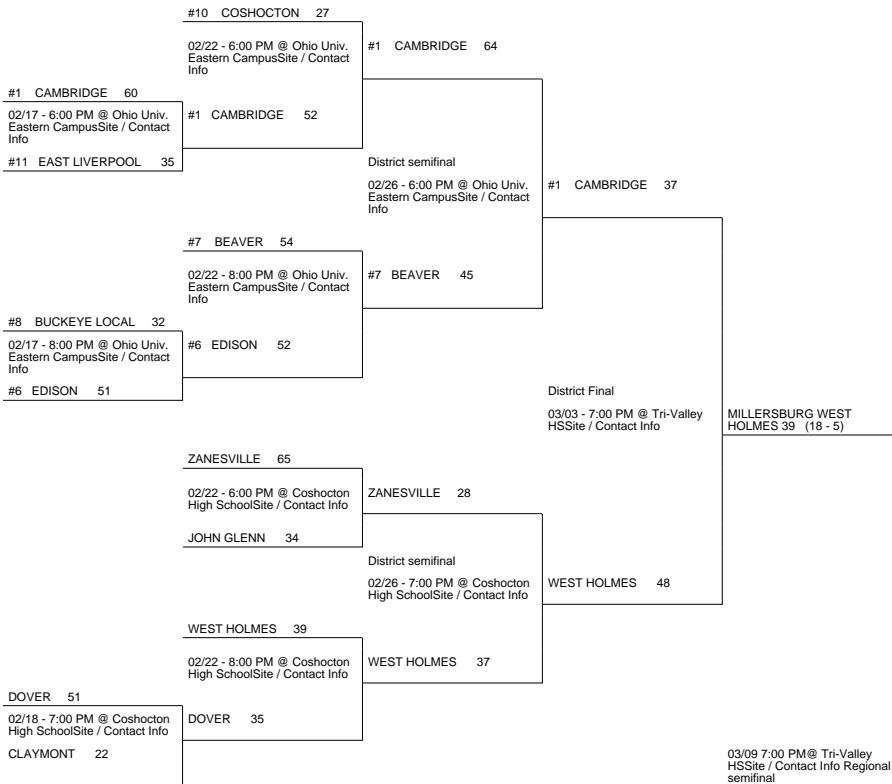 #10 COSHOCTON 27
02/22 - 6:00 PM @ Ohio Univ.
Eastern CampusSite / Contact
Info
#1 CAMBRIDGE 64
#1 CAMBRIDGE 60
02/17 - 6:00 PM @ Ohio Univ.
Eastern CampusSite / Contact
Info
#1 CAMBRIDGE 52
#11 EAST LIVERPOOL 35
District semifinal
02/26 - 6:00 PM @ Ohio Univ.
Eastern CampusSite / Contact
Info
#1 CAMBRIDGE 37
#7 BEAVER 54
02/22 - 8:00 PM @ Ohio Univ.
Eastern CampusSite / Contact
Info
#7 BEAVER 45
#8 BUCKEYE LOCAL 32
02/17 - 8:00 PM @ Ohio Univ.
Eastern CampusSite / Contact
Info
#6 EDISON 52
#6 EDISON 51
District Final
03/03 - 7:00 PM @ Tri-Valley
HSSite / Contact Info
MILLERSBURG WEST
HOLMES 39 (18 - 5)
ZANESVILLE 65
02/22 - 6:00 PM @ Coshocton
High SchoolSite / Contact Info
ZANESVILLE 28
JOHN GLENN 34
District semifinal
02/26 - 7:00 PM @ Coshocton
High SchoolSite / Contact Info
WEST HOLMES 48
WEST HOLMES 39
02/22 - 8:00 PM @ Coshocton
High SchoolSite / Contact Info
WEST HOLMES 37
DOVER 51
02/18 - 7:00 PM @ Coshocton
High SchoolSite / Contact Info
DOVER 35
CLAYMONT 22
03/09 7:00 PM@ Tri-Valley
HSSite / Contact Info Regional
semifinal